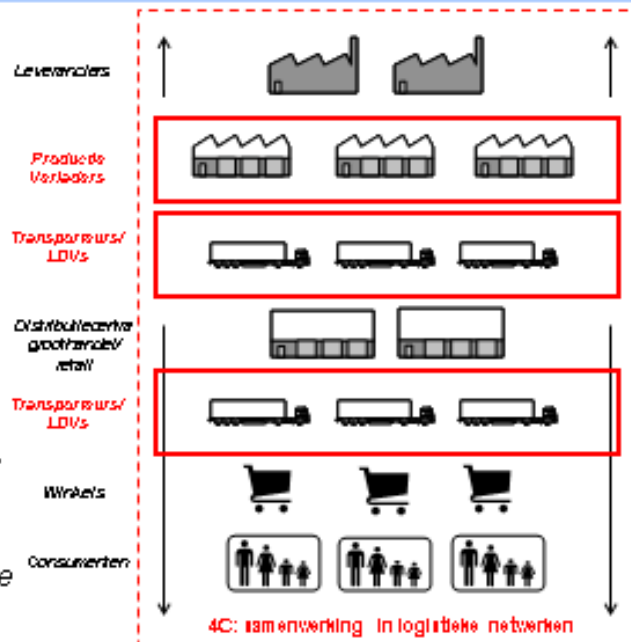 Leveranciers
Productie
Verladers
Transporteurs/
LDVs
Distributiecentra
groothandel/
retail
Transporteurs/
LDVs
Winkels
Consumenten
e
4C: samenwerking in logistieke netwerken